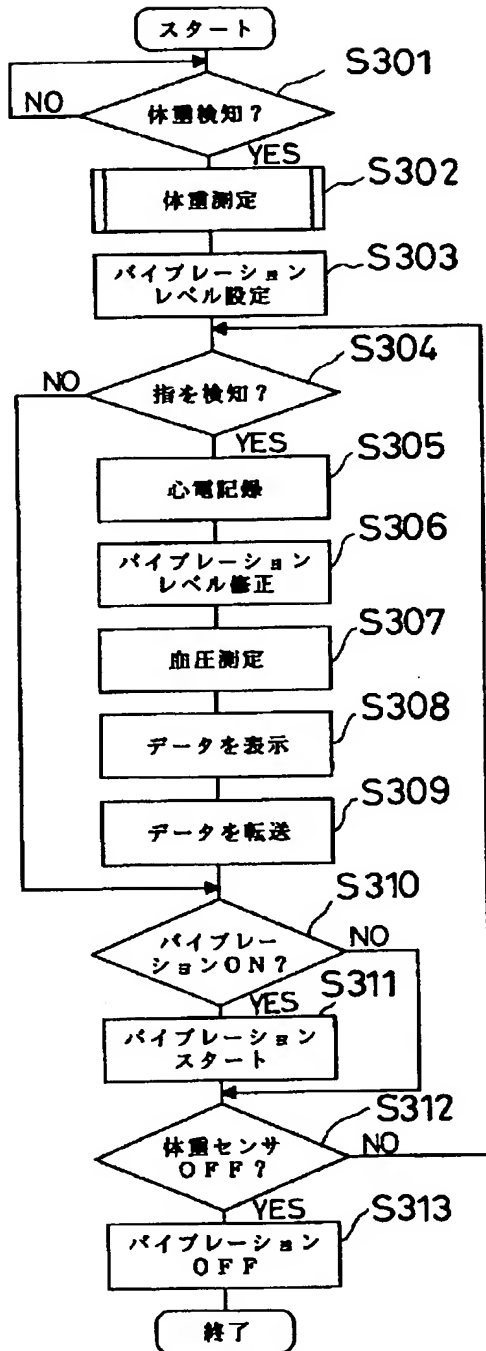 スタート
S301
NO
体重検知?
YES
S302
体重測定
S303
バイブレーション
レベル設定
S304
NO
指を検知?
YES
S305
心電記録
S306
バイブレーション
レベル修正
S307
血圧測定
S308
データを表示
S309
データを転送
S310
バイブレー
ションON?
NO
YES
S311
バイブレーション
スタート
S312
体重センサ
OFF?
NO
YES
S313
バイブレーション
OFF
終了